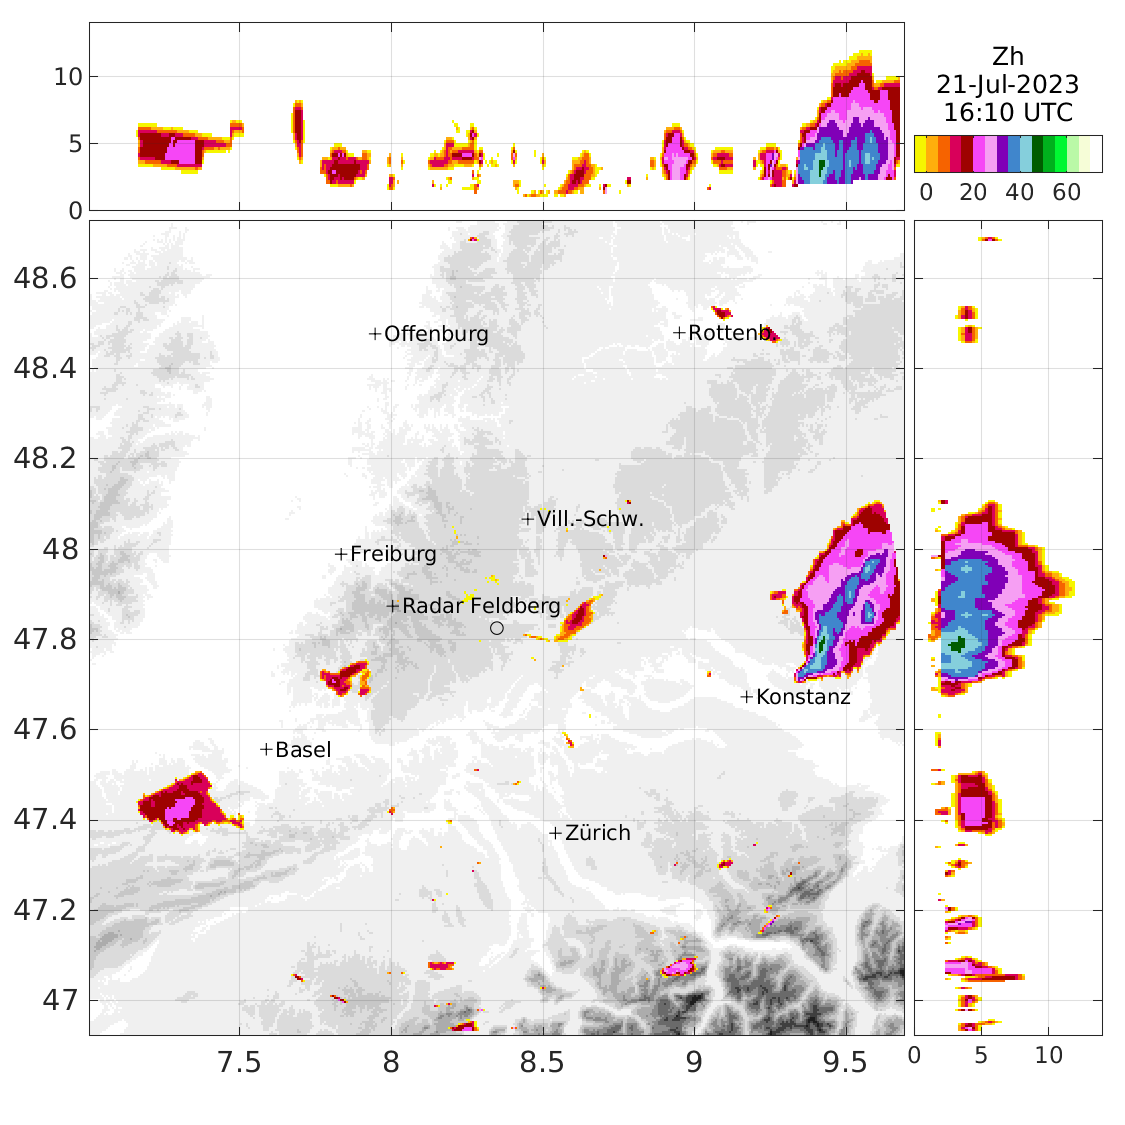 10
5
0
Zh
21-Jul-2023
16:10 UTC
0 20 40 60
48.6
48.4
48.2
48
47.8
47.6
47.4
47.2
47
+Offenburg
+Rottenb
+Vill.-Schw.
+Freiburg
+Radar Feldberg
+Konstanz
+Basel
+Zürich
7.5 8 8.5 9 9.5
0 5 10